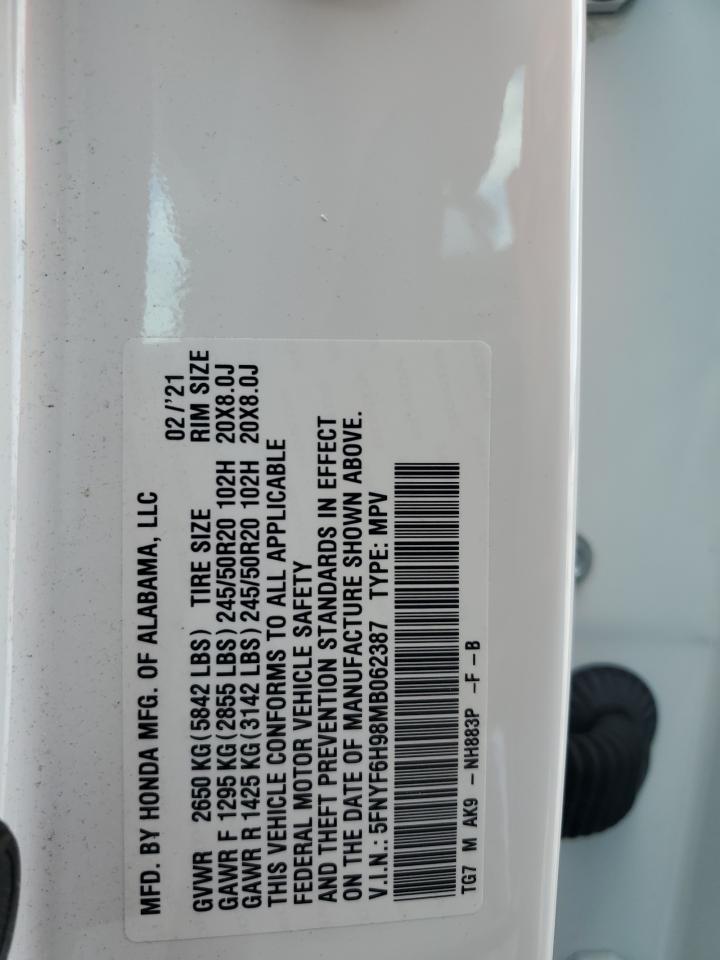 MFD. BY HONDA MFG. OF ALABAMA, LLC 02/'21
GVWR 2650 KG(5842 LBS) TIRE SIZE RIM SIZE
GAWR F 1295 KG(2855 LBS) 245/50R20 102H 20X8.0J
GAWR R 1425 KG(3142 LBS) 245/50R20 102H 20X8.0J
THIS VEHICLE CONFORMS TO ALL APPLICABLE
FEDERAL MOTOR VEHICLE SAFETY
AND THEFT PREVENTION STANDARDS IN EFFECT
ON THE DATE OF MANUFACTURE SHOWN ABOVE.
V.I.N.: 5FNYF6H98MB062387 TYPE: MPV
TG7 M AK9 -NH883P -F-B